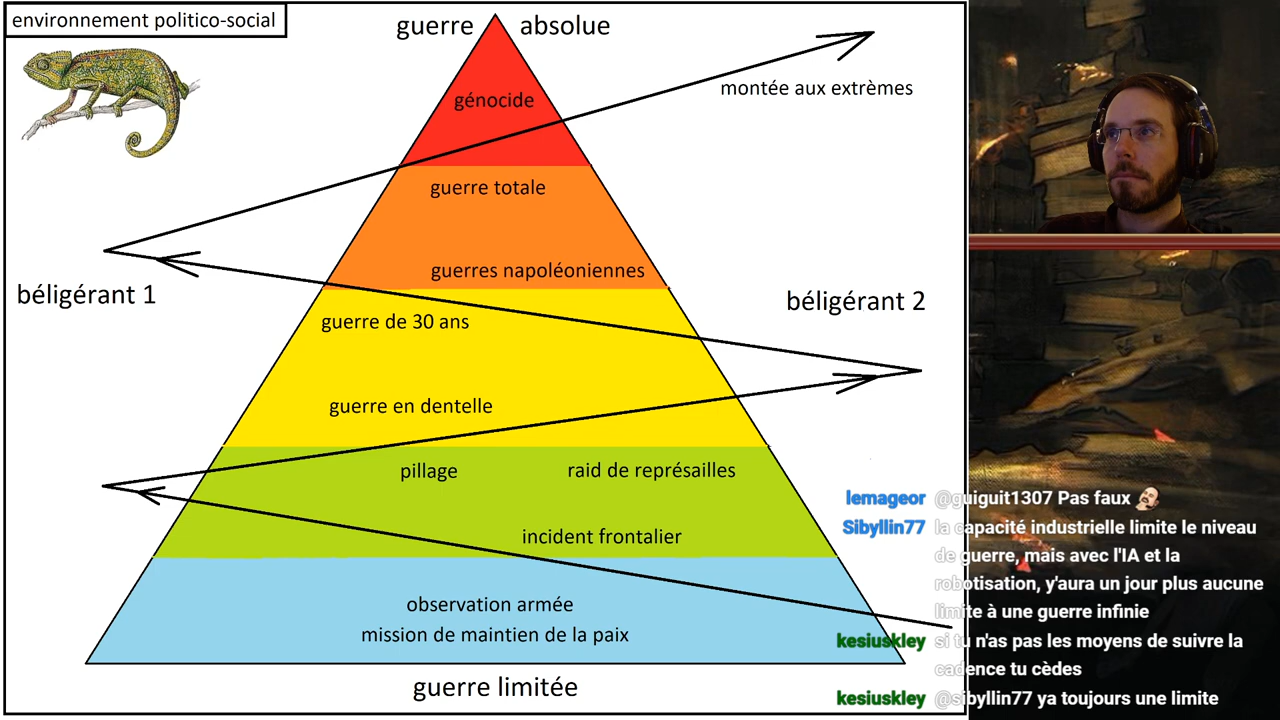 environnement politico-social
guerre absolue
génocide
montée aux extrêmes
guerre totale
guerres napoléoniennes
béligérant 1
béligérant 2
guerre de 30 ans
guerre en dentelle
pillage
raid de représailles
incident frontalier
observation armée
mission de maintien de la paix
guerre limitée
lemageor @guiguit1307 Pas faux
Sibyllin77 la capacité industrielle limite le niveau
de guerre, mais avec l'IA et la
robotisation, y'aura un jour plus aucune
limite à une guerre infinie
kesiuskley si tu n'as pas les moyens de suivre la
cadence tu cèdes
kesiuskley @sibyllin77 ya toujours une limite